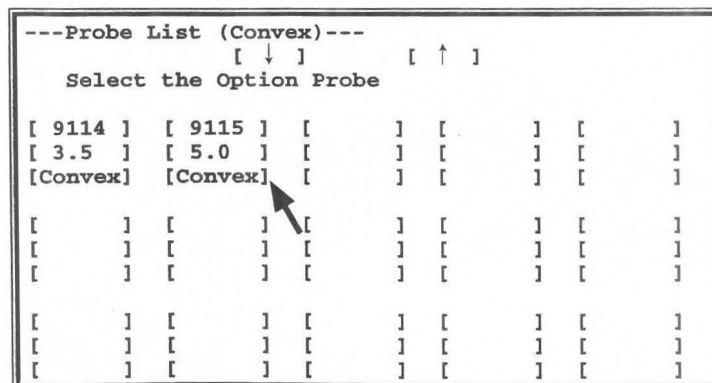 ---Probe List (Convex)---
[ ↓ ] [ ↑ ]
Select the Option Probe
[ 9114 ] [ 9115 ] [ ] [ ] [ ]
[ 3.5 ] [ 5.0 ] [ ] [ ] [ ]
[Convex] [Convex] [ ] [ ] [ ]
[ ] [ ] [ ] [ ] [ ]
[ ] [ ] [ ] [ ] [ ]
[ ] [ ] [ ] [ ] [ ]
[ ] [ ] [ ] [ ] [ ]
[ ] [ ] [ ] [ ] [ ]
[ ] [ ] [ ] [ ] [ ]